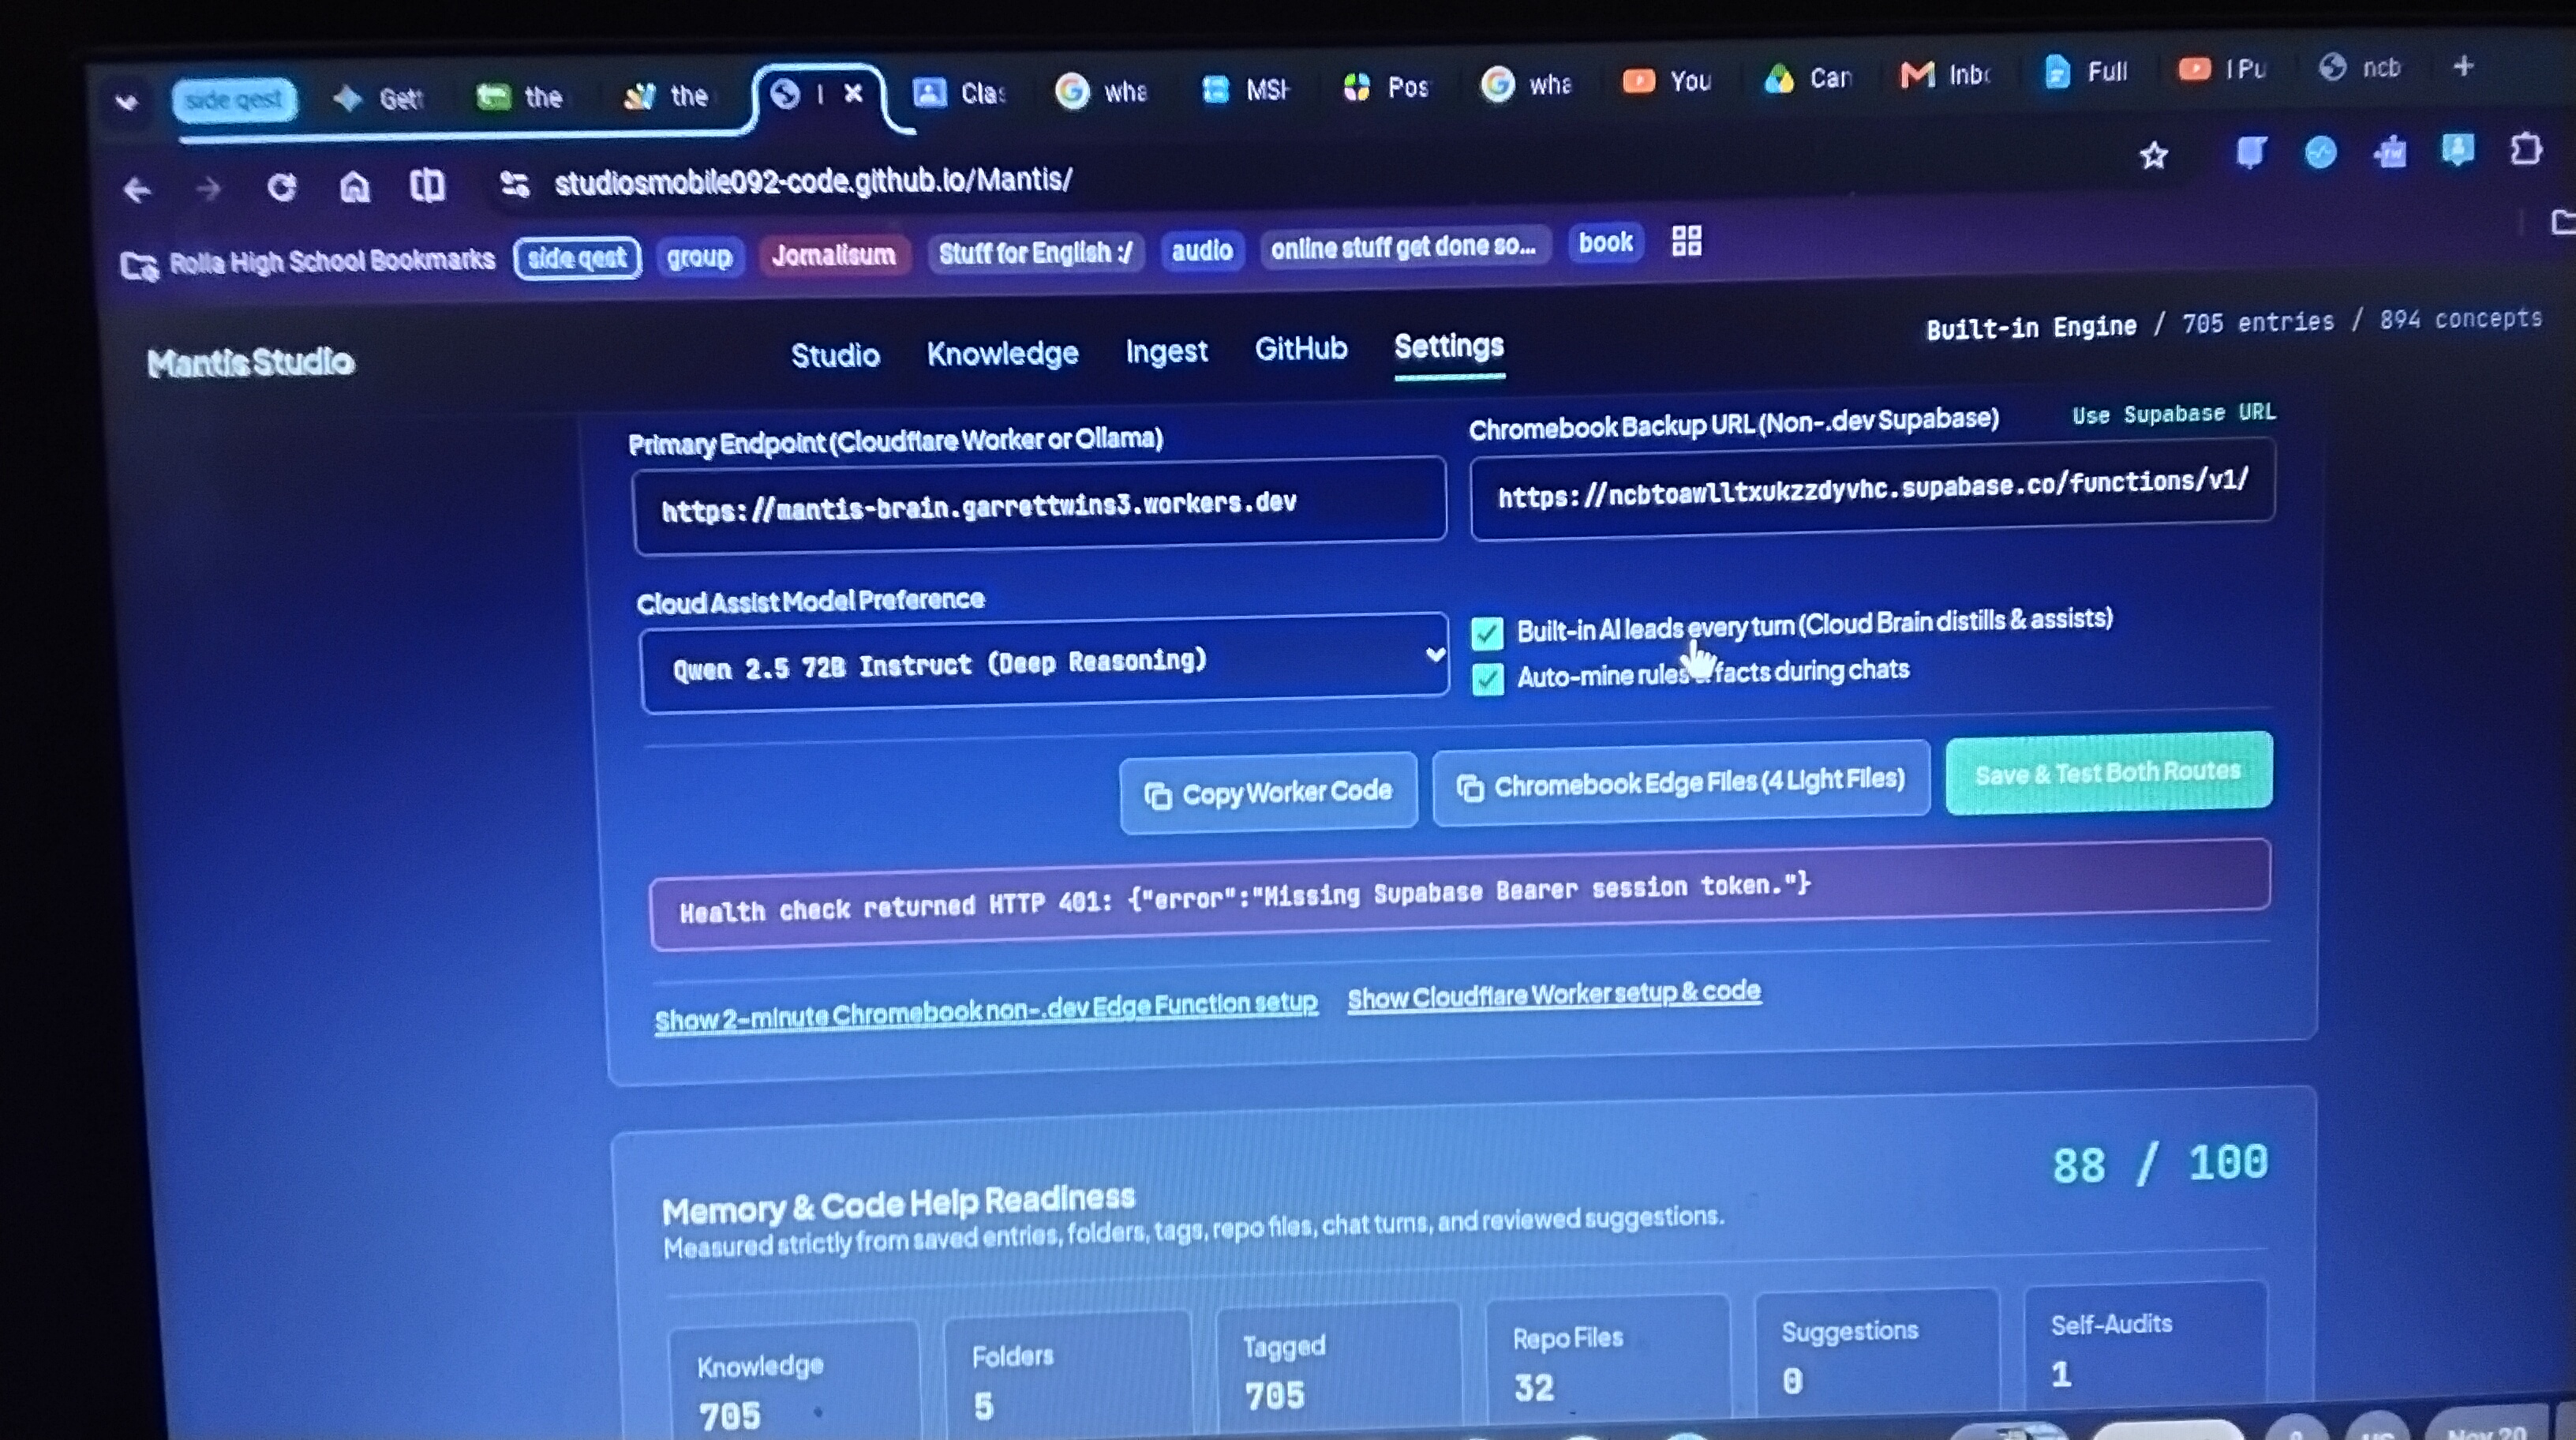 side qest Gett the the I Clas wha MSH Pos wha You Can Inbo Full I Pu ncb
studiosmobile092-code.github.io/Mantis/
Rolla High School Bookmarks side qest group Jornalisum Stuff for English :/ audio online stuff get done so... book
Mantis Studio Studio Knowledge Ingest GitHub Settings Built-in Engine / 705 entries / 894 concepts
Primary Endpoint (Cloudflare Worker or Ollama) Chromebook Backup URL (Non-.dev Supabase) Use Supabase URL
https://mantis-brain.garrettwins3.workers.dev https://ncbtoawlltxukzzdyvhc.supabase.co/functions/v1/
Cloud Assist Model Preference
Built-in AI leads every turn (Cloud Brain distills & assists)
Qwen 2.5 72B Instruct (Deep Reasoning)
Auto-mine rules facts during chats
Copy Worker Code Chromebook Edge Files (4 Light Files) Save & Test Both Routes
Health check returned HTTP 401: {"error":"Missing Supabase Bearer session token."}
Show 2-minute Chromebook non-.dev Edge Function setup Show Cloudflare Worker setup & code
88 / 100
Memory & Code Help Readiness
Measured strictly from saved entries, folders, tags, repo files, chat turns, and reviewed suggestions.
Knowledge Folders Tagged Repo Files Suggestions Self-Audits
705 5 705 32 0 1
Nov 20